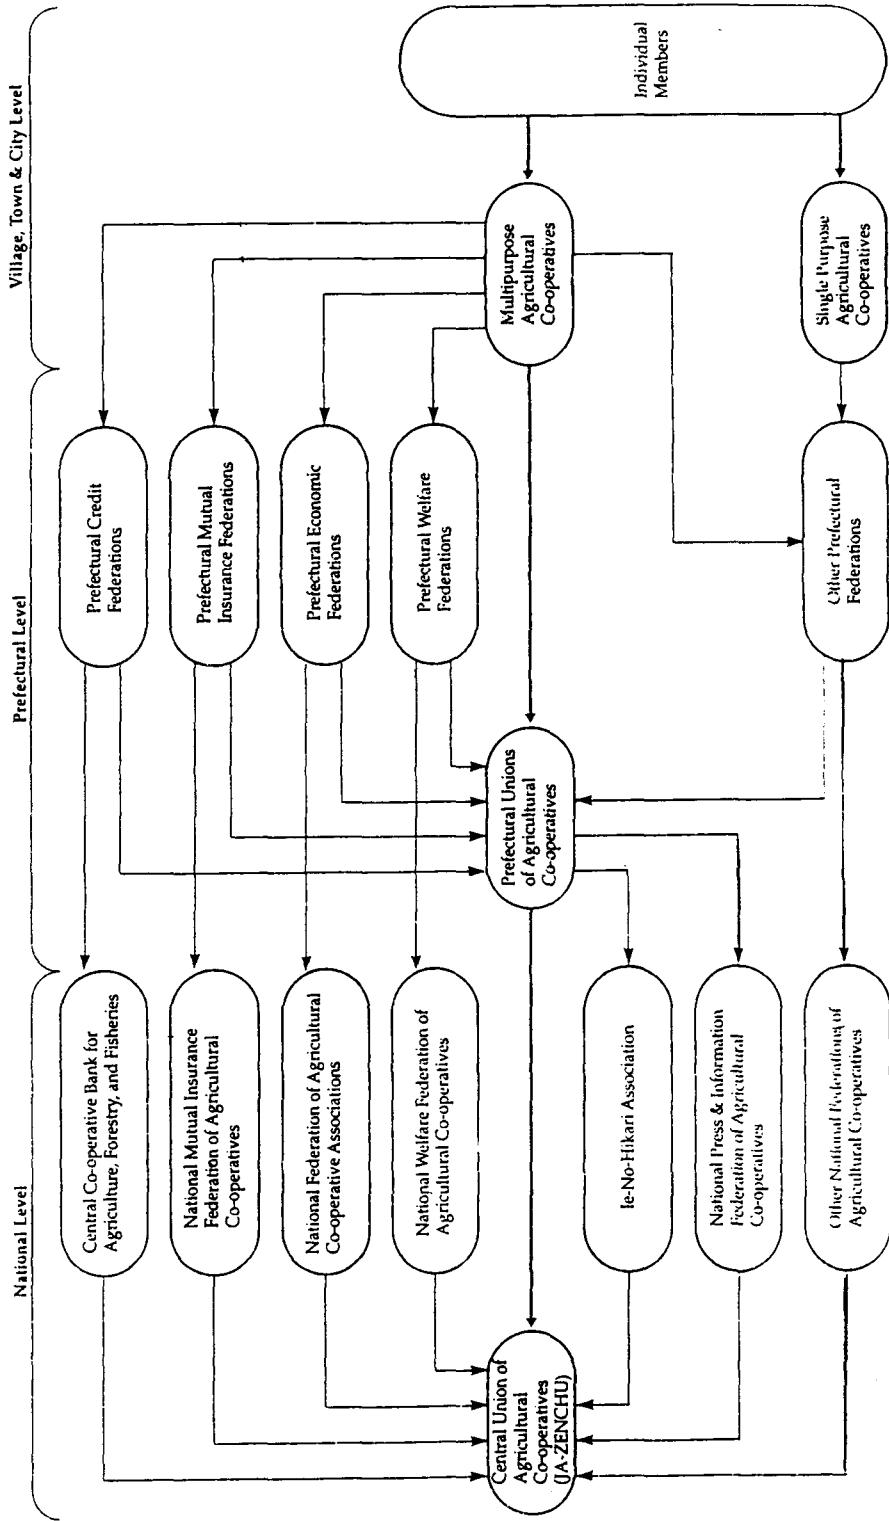 National Level
Prefectural Level
Village, Town & City Level
Central Co-operative Bank for
Agriculture, Forestry, and Fisheries
Prefectural Credit
Federations
National Mutual Insurance
Federation of Agricultural
Co-operatives
Prefectural Mutual
Insurance Federations
National Federation of Agricultural
Co-operative Associations
Prefectural Economic
Federations
National Welfare Federation of
Agricultural Co-operatives
Prefectural Welfare
Federations
Central Union of
Agricultural
Co-operatives
(JA-ZENCHU)
Prefectural Unions
of Agricultural
Co-operatives
Multipurpose
Agricultural
Co-operatives
Individual
Members
Ie-No-Hikari Association
National Press & Information
Federation of Agricultural
Co-operatives
Other National Federations of
Agricultural Co-operatives
Other Prefectural
Federations
Single Purpose
Agricultural
Co-operatives